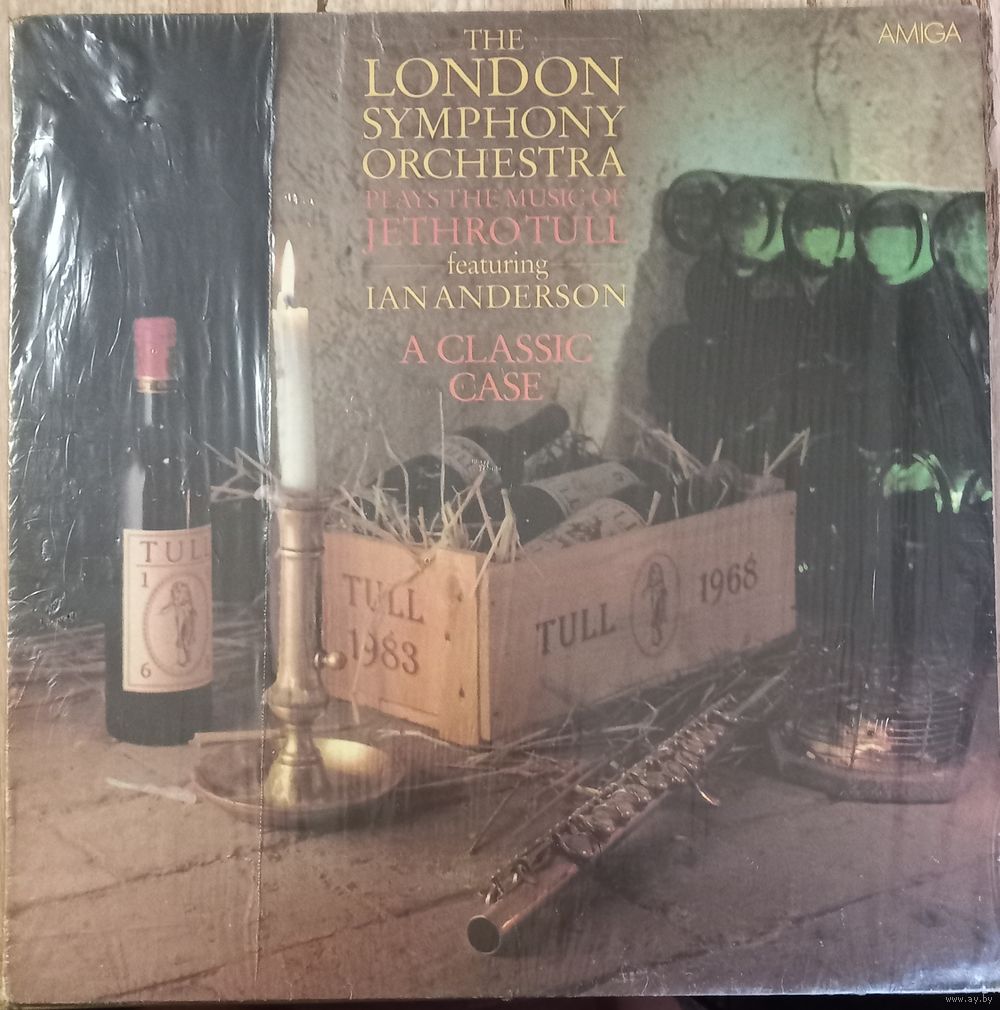 AMIGA
THE
LONDON
SYMPHONY
ORCHESTRA
PLAYS THE MUSIC OF
JETHRO TULL
featuring
IAN ANDERSON
A CLASSIC
CASE
TULL
1
6
TULL
1983
TULL 1968
www.ay.by